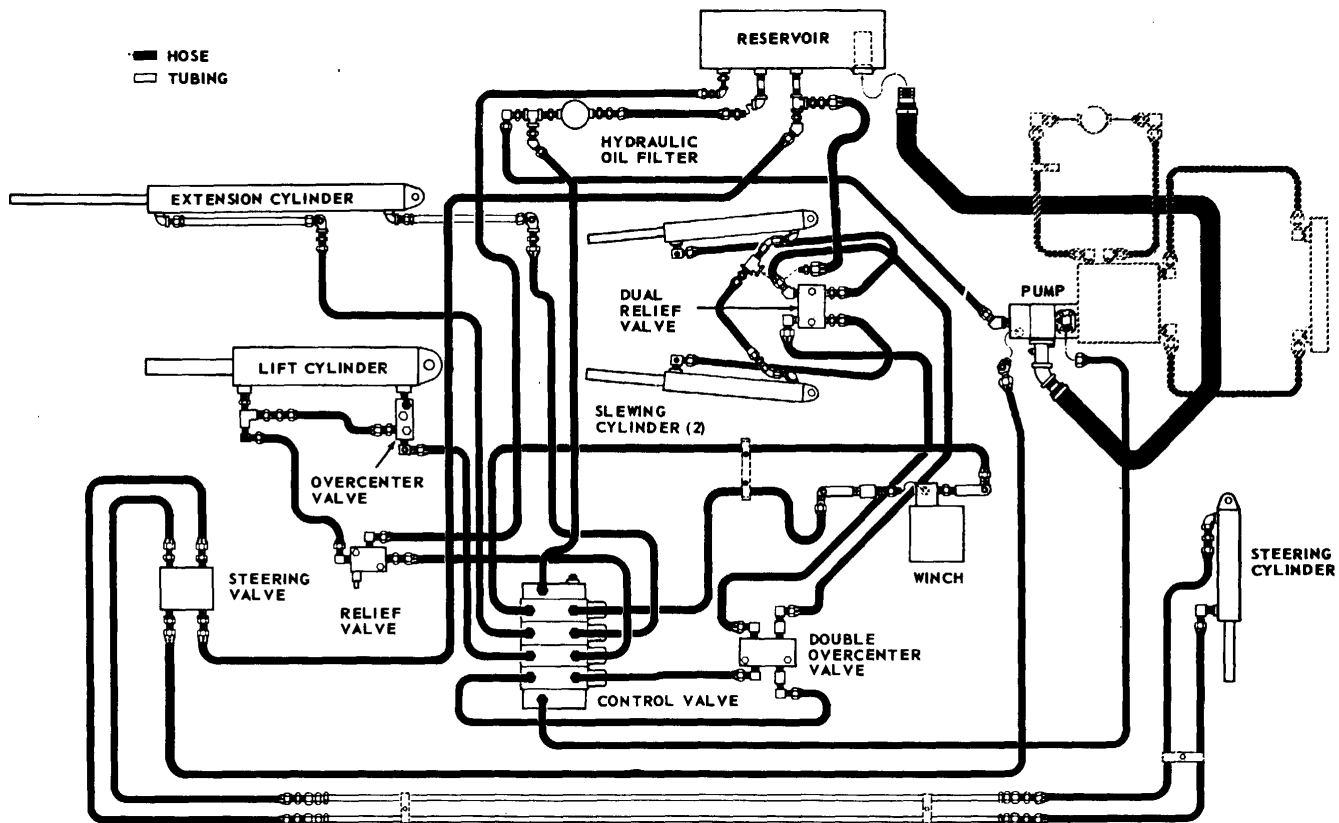 RESERVOIR
HOSE
TUBING
HYDRAULIC
OIL FILTER
EXTENSION CYLINDER
PUMP
DUAL
RELIEF
VALVE
LIFT CYLINDER
SLEWING
CYLINDER (2)
OVERCENTER
VALVE
STEERING
CYLINDER
WINCH
STEERING
VALVE
RELIEF
VALVE
DOUBLE
OVERCENTER
VALVE
CONTROL VALVE